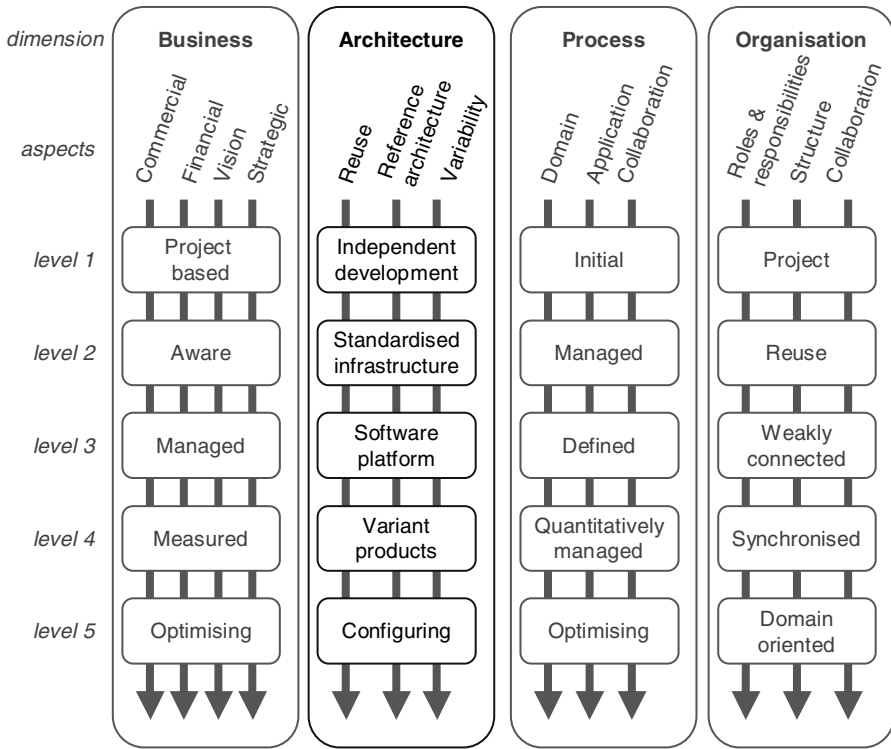 dimension
Business
Architecture
Process
Organisation
aspects
Commercial
Financial
Vision
Strategic
Reuse
Reference
architecture
Variability
Domain
Application
Collaboration
Roles &
responsibilities
Structure
Collaboration
level 1
Project
based
Independent
development
Initial
Project
level 2
Aware
Standardised
infrastructure
Managed
Reuse
level 3
Managed
Software
platform
Defined
Weakly
connected
level 4
Measured
Variant
products
Quantitatively
managed
Synchronised
level 5
Optimising
Configuring
Optimising
Domain
oriented